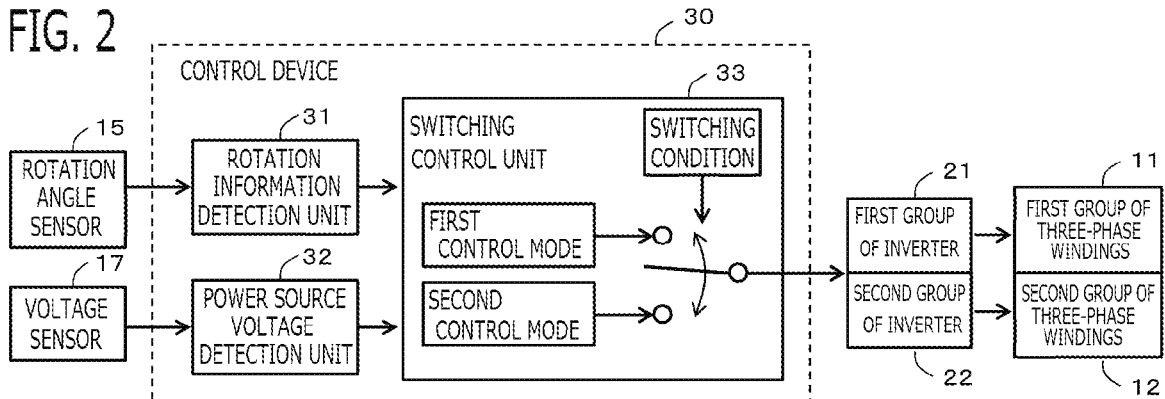 FIG. 2
30
CONTROL DEVICE
33
15
ROTATION
ANGLE
SENSOR
31
ROTATION
INFORMATION
DETECTION UNIT
SWITCHING
CONTROL UNIT
SWITCHING
CONDITION
FIRST
CONTROL MODE
SECOND
CONTROL MODE
17
VOLTAGE
SENSOR
32
POWER SOURCE
VOLTAGE
DETECTION UNIT
21
FIRST GROUP
OF INVERTER
SECOND GROUP
OF INVERTER
22
11
FIRST GROUP OF
THREE-PHASE
WINDINGS
SECOND GROUP OF
THREE-PHASE
WINDINGS
12